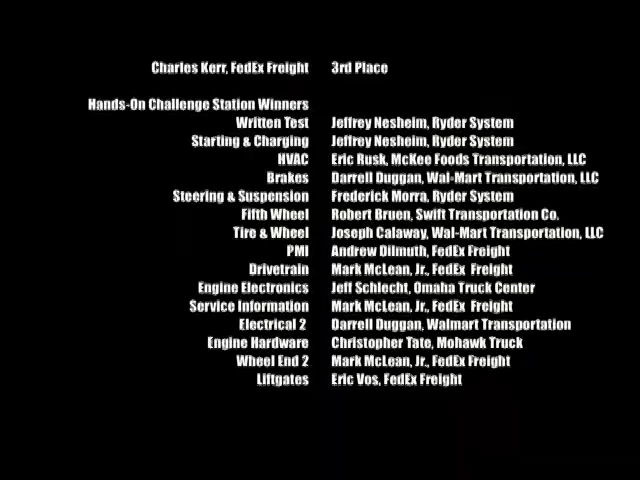 Charles Kerr, FedEx Freight 3rd Place
Hands-On Challenge Station Winners
Written Test Jeffrey Nesheim, Ryder System
Starting & Charging Jeffrey Nesheim, Ryder System
HVAC Eric Rusk, McKee Foods Transportation, LLC
Brakes Darrell Duggan, Wal-Mart Transportation, LLC
Steering & Suspension Frederick Morra, Ryder System
Fifth Wheel Robert Bruen, Swift Transportation Co.
Tire & Wheel Joseph Calaway, Wal-Mart Transportation, LLC
PMI Andrew Dilmuth, FedEx Freight
Drivetrain Mark McLean, Jr., FedEx Freight
Engine Electronics Jeff Schlecht, Omaha Truck Center
Service Information Mark McLean, Jr., FedEx Freight
Electrical 2 Darrell Duggan, Walmart Transportation
Engine Hardware Christopher Tate, Mohawk Truck
Wheel End 2 Mark McLean, Jr., FedEx Freight
Liftgates Eric Vos, FedEx Freight